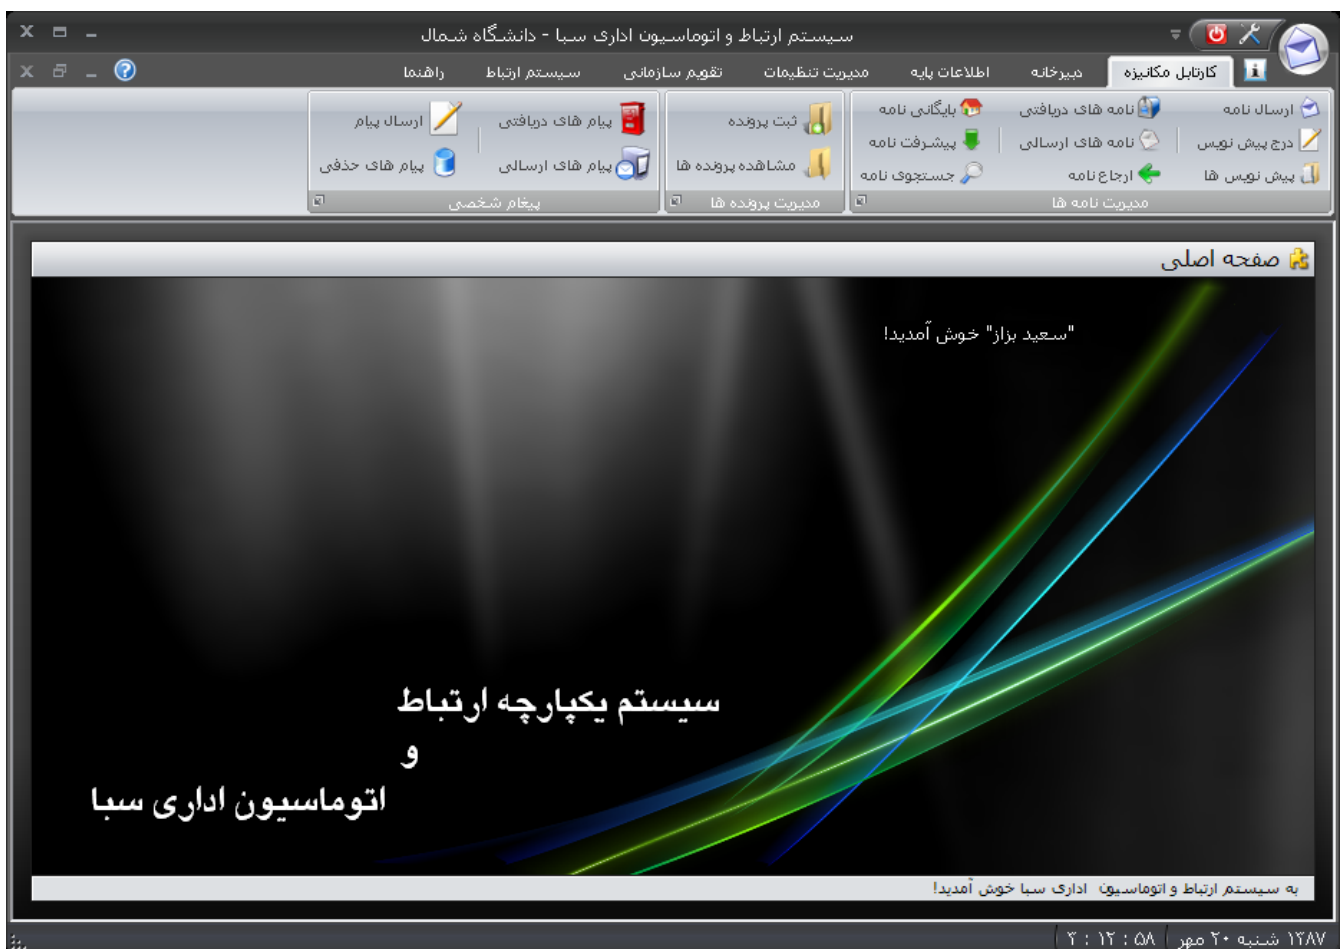 سیستم ارتباط و اتوماسیون اداری سبا - دانشگاه شمال
کارتابل مکانیزه
دبیرخانه
اطلاعات پایه
مدیریت تنظیمات
تقویم سازمانی
سیستم ارتباط
راهنما
ارسال نامه
نامه های دریافتی
بایگانی نامه
درج پیش نویس
نامه های ارسالی
پیشرفت نامه
پیش نویس ها
ارجاع نامه
جستجوی نامه
مدیریت نامه ها
ثبت پرونده
مشاهده پرونده ها
مدیریت پرونده ها
پیام های دریافتی
ارسال پیام
پیام های ارسالی
پیام های حذفی
پیغام شخصی
صفحه اصلی
"سعید بزاز" خوش آمدید!
سیستم یکپارچه ارتباط
و
اتوماسیون اداری سبا
به سیستم ارتباط و اتوماسیون اداری سبا خوش آمدید!
۱۳۸۷ شنبه ۲۰ مهر
۳ : ۱۲ : ۵۸